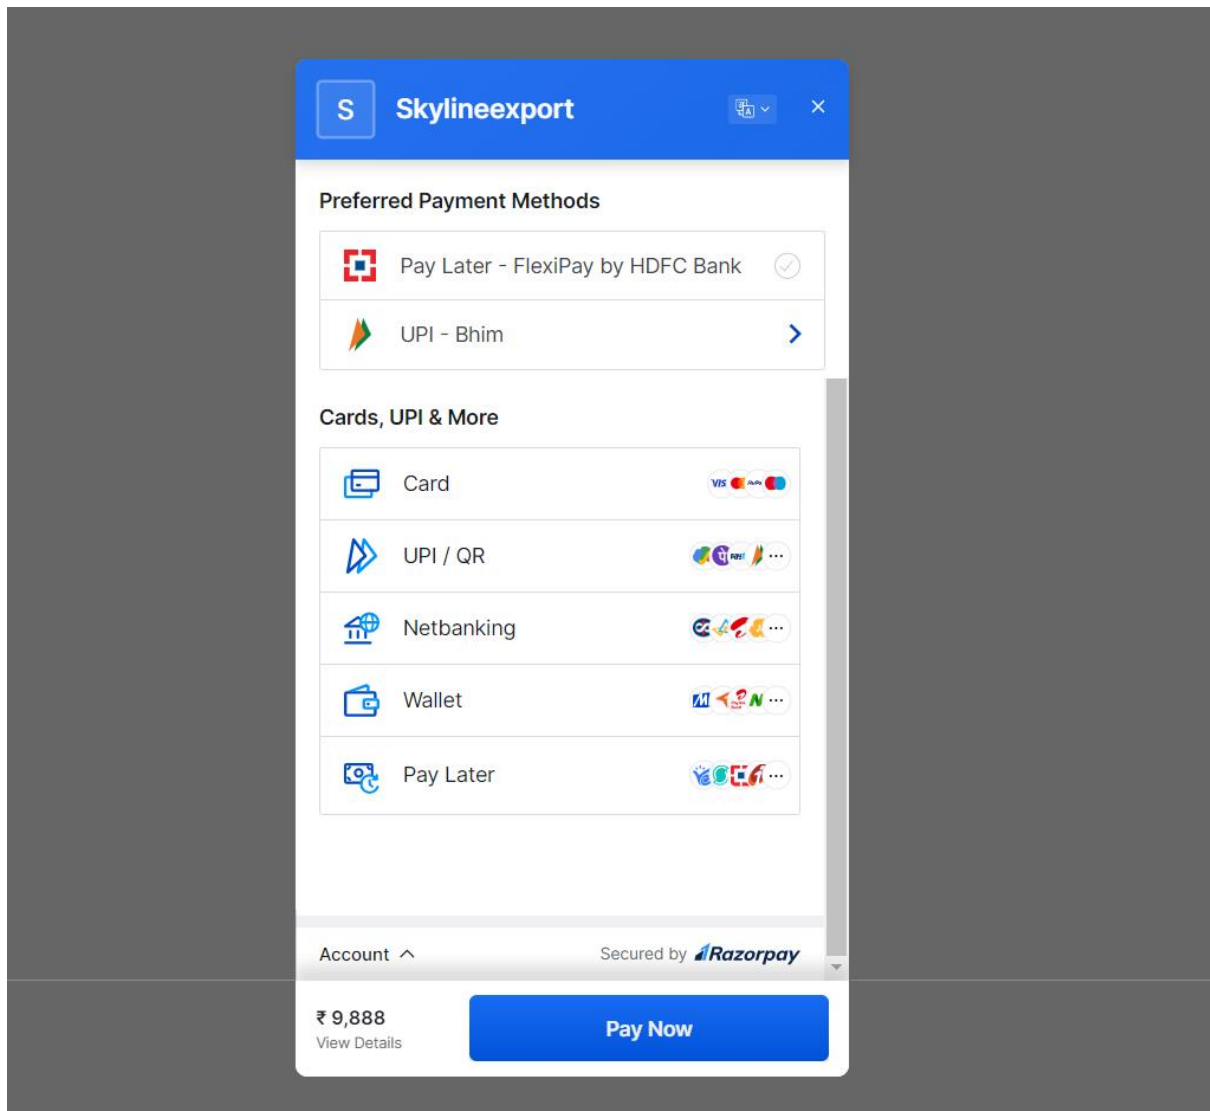 S Skylineexport
Preferred Payment Methods
Pay Later - FlexiPay by HDFC Bank
UPI - Bhim
Cards, UPI & More
Card VIS
UPI / QR
Netbanking
Wallet
Pay Later
Account Secured by Razorpay
₹ 9,888
View Details
Pay Now